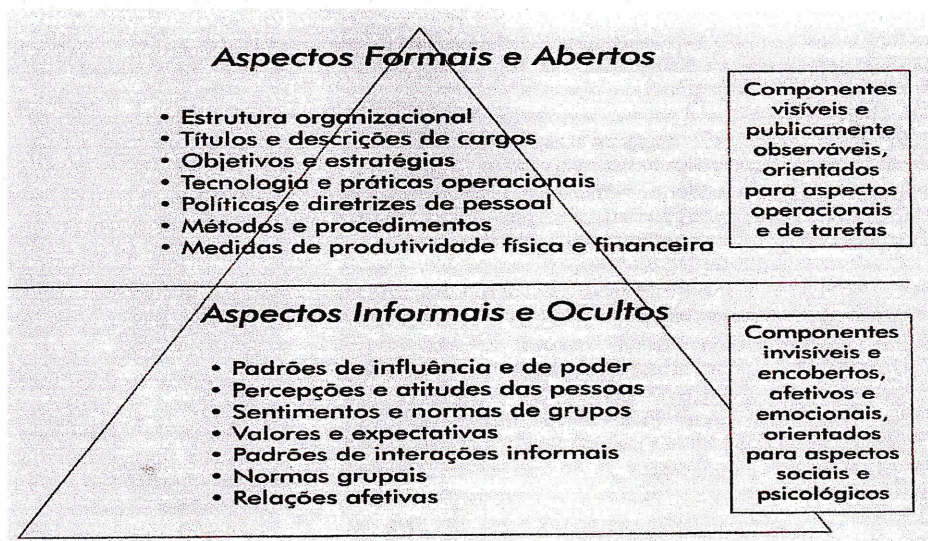 Aspectos Formais e Abertos
• Estrutura organizacional
• Títulos e descrições de cargos
• Objetivos e estratégias
• Tecnologia e práticas operacionais
• Políticas e diretrizes de pessoal
• Métodos e procedimentos
• Medidas de produtividade física e financeira
Componentes
visíveis e
publicamente
observáveis,
orientados
para aspectos
operacionais
e de tarefas
Aspectos Informais e Ocultos
• Padrões de influência e de poder
• Percepções e atitudes das pessoas
• Sentimentos e normas de grupos
• Valores e expectativas
• Padrões de interações informais
• Normas grupais
• Relações afetivas
Componentes
invisíveis e
encobertos,
afetivos e
emocionais,
orientados
para aspectos
sociais e
psicológicos